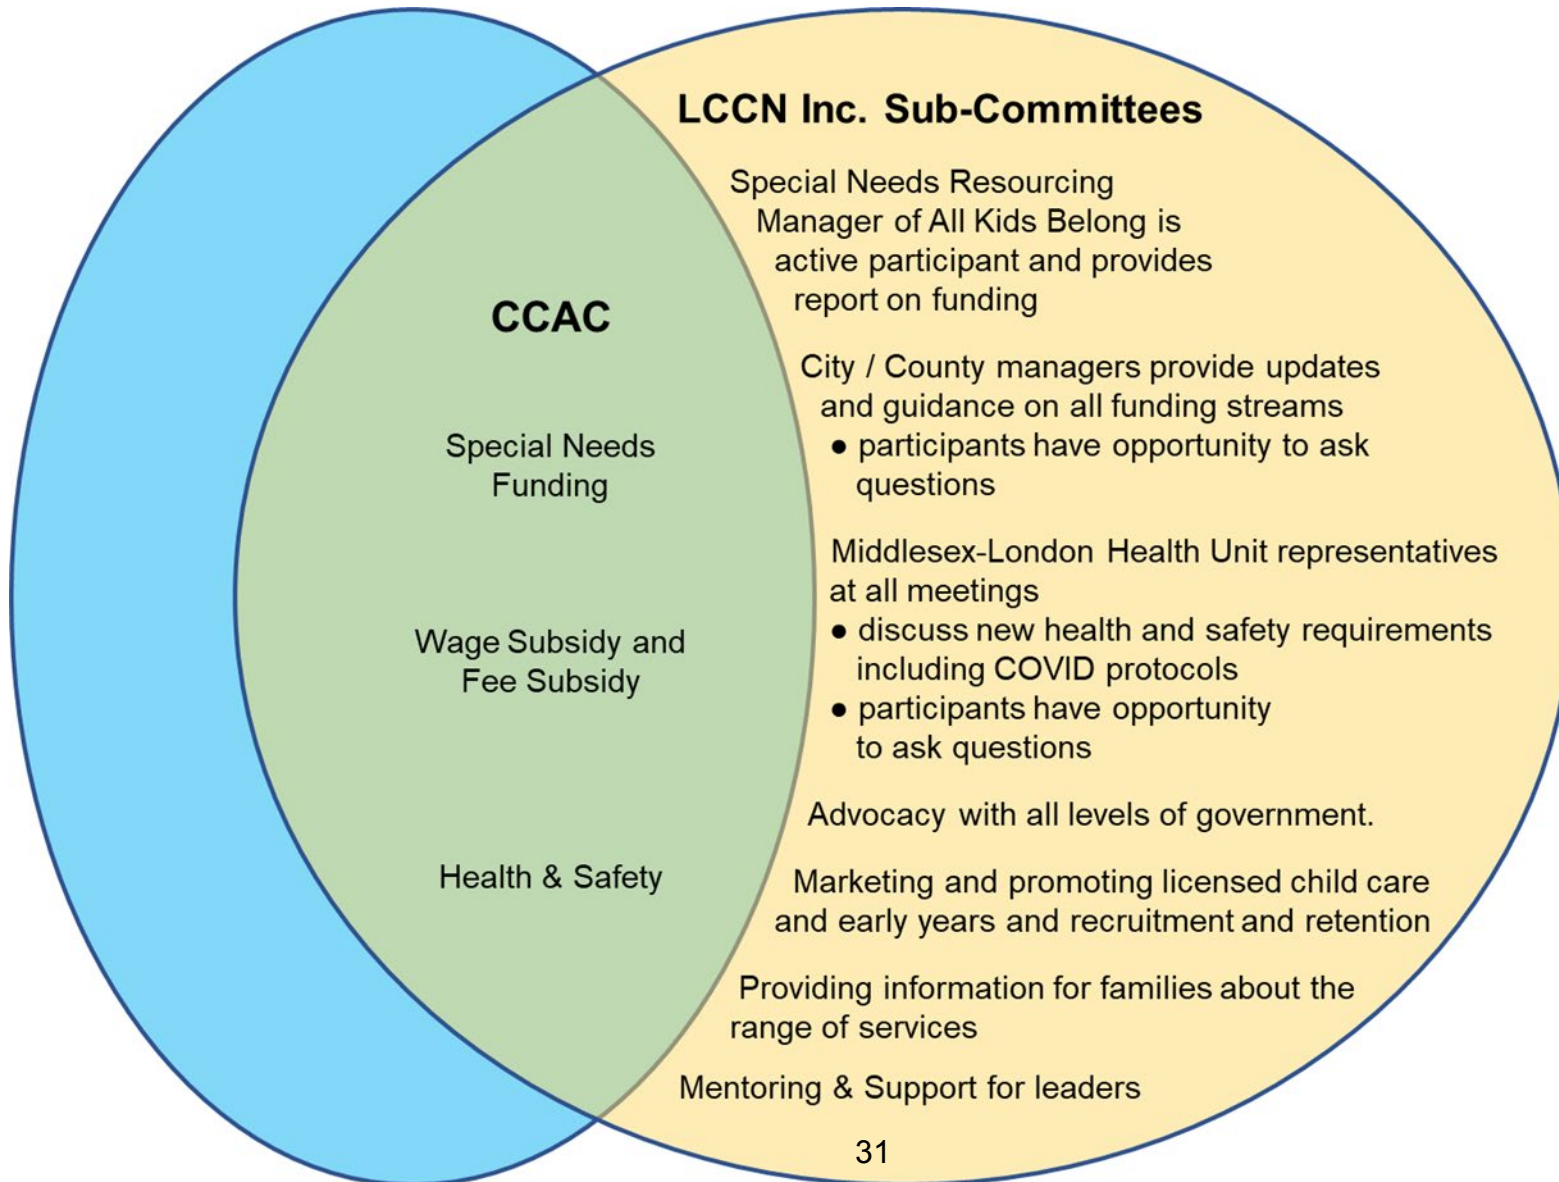 LCCN Inc. Sub-Committees
Special Needs Resourcing
Manager of All Kids Belong is
active participant and provides
report on funding
City / County managers provide updates
and guidance on all funding streams
● participants have opportunity to ask
questions
Middlesex-London Health Unit representatives
at all meetings
● discuss new health and safety requirements
including COVID protocols
● participants have opportunity
to ask questions
Advocacy with all levels of government.
Marketing and promoting licensed child care
and early years and recruitment and retention
Providing information for families about the
range of services
Mentoring & Support for leaders
CCAC
Special Needs
Funding
Wage Subsidy and
Fee Subsidy
Health & Safety
31